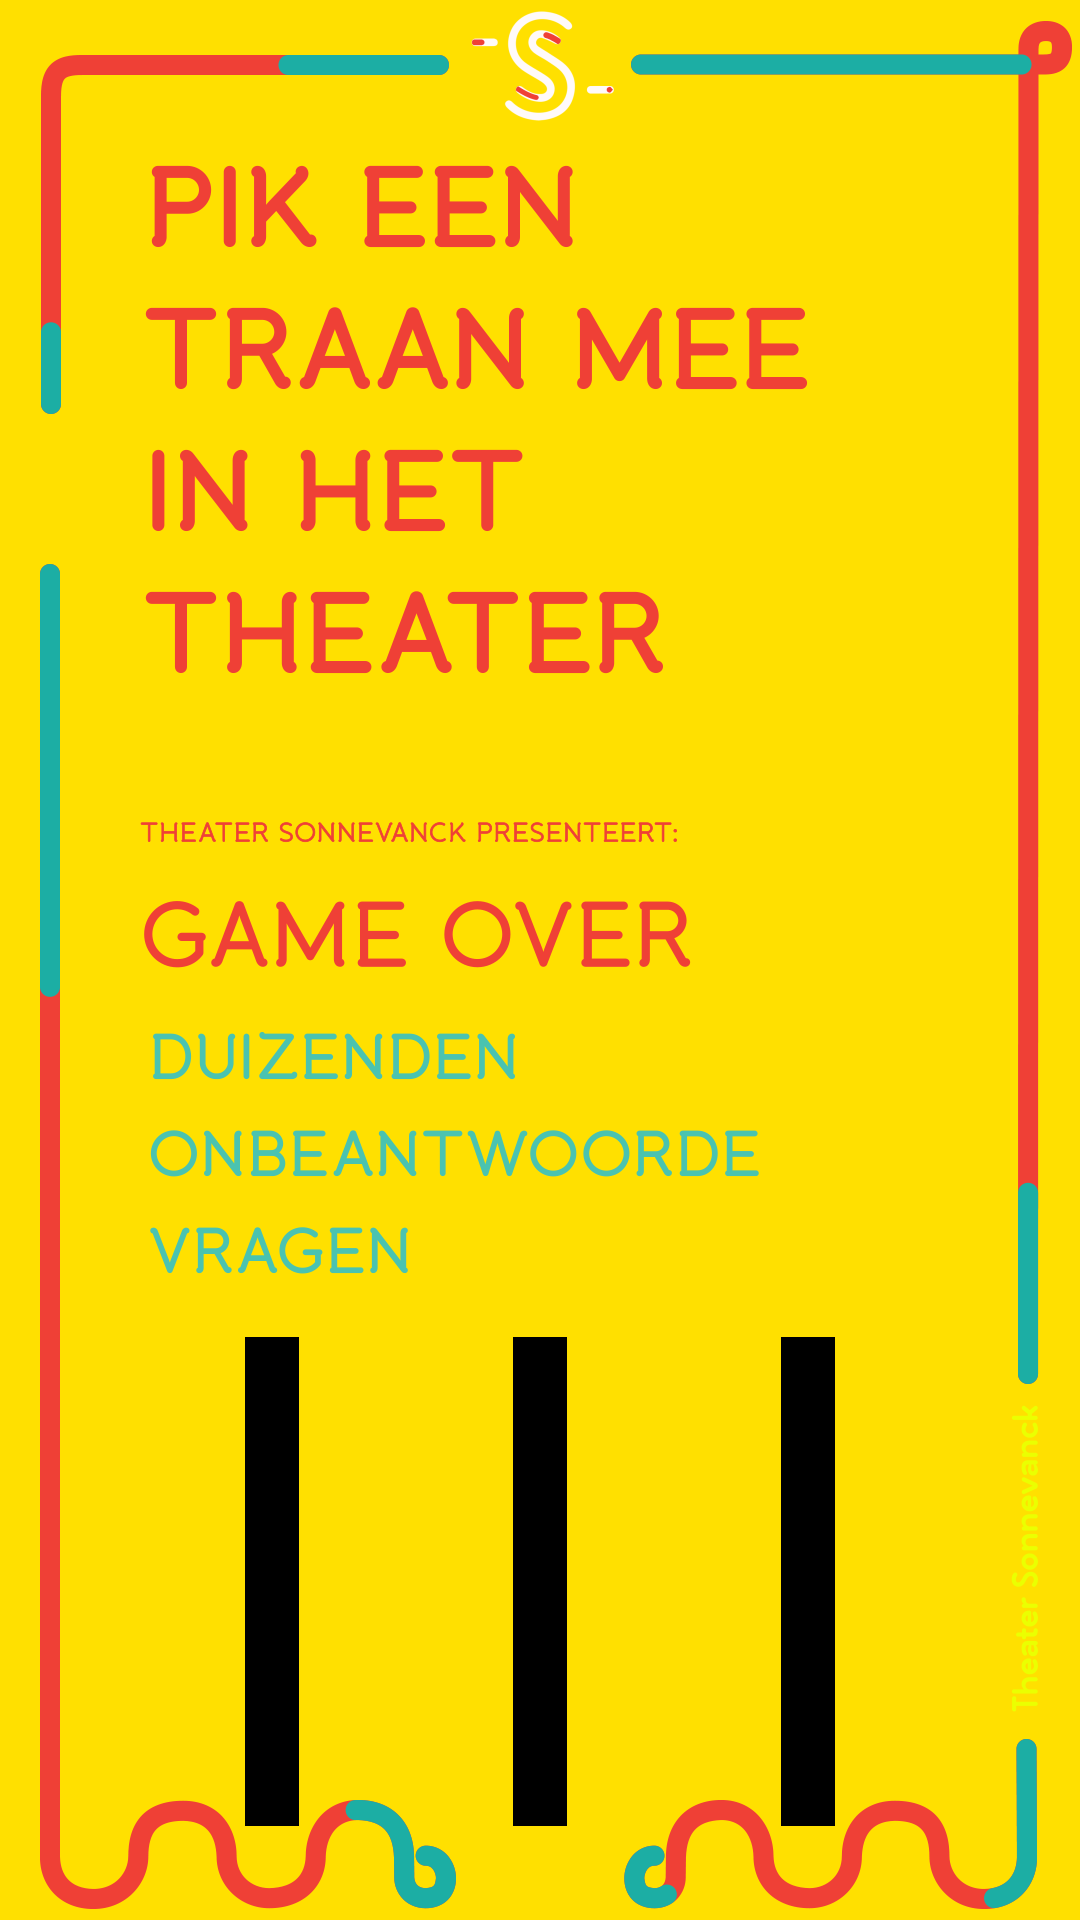 S
PIK EEN
TRAAN MEE
IN HET
THEATER
THEATER SONNEVANCK PRESENTEERT:
GAME OVER
DUIZENDEN
ONBEANTWOORDE
VRAGEN
Theater Sonnevanck